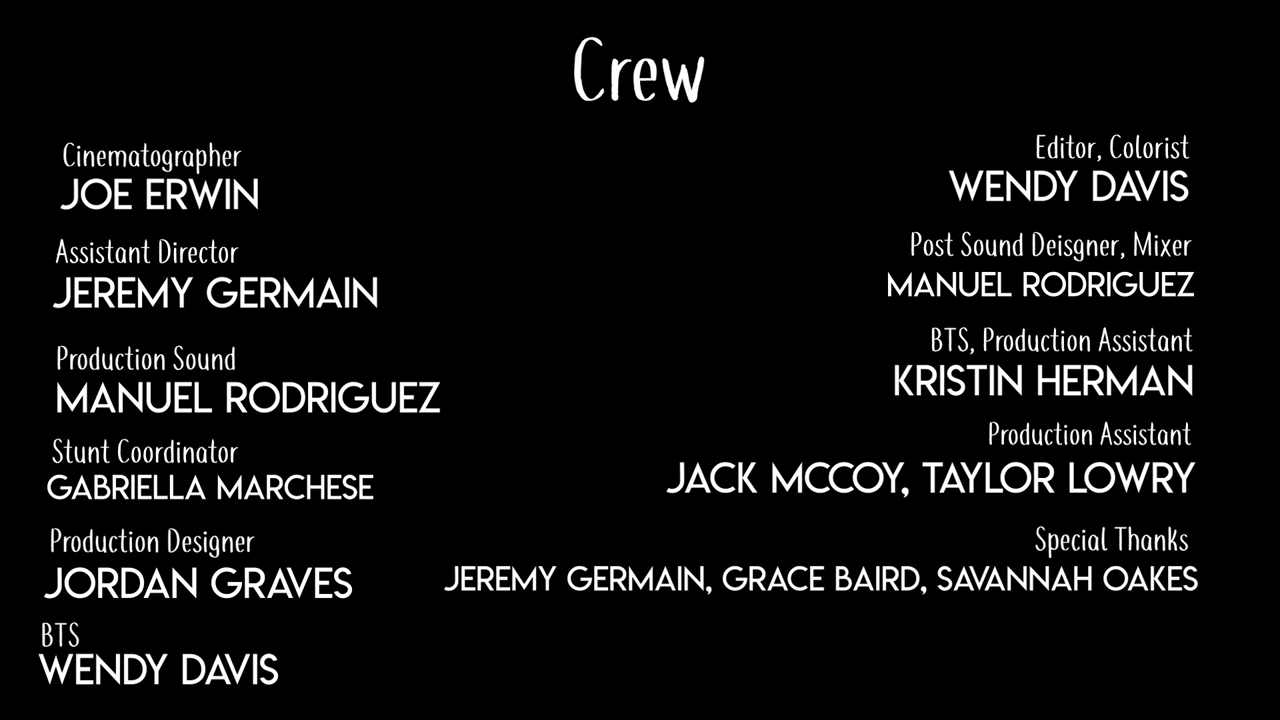 Crew
Cinematographer
JOE ERWIN
Assistant Director
JEREMY GERMAIN
Production Sound
MANUEL RODRIGUEZ
Stunt Coordinator
GABRIELLA MARCHESE
Production Designer
JORDAN GRAVES
BTS
WENDY DAVIS
Editor, Colorist
WENDY DAVIS
Post Sound Deisgner, Mixer
MANUEL RODRIGUEZ
BTS, Production Assistant
KRISTIN HERMAN
Production Assistant
JACK MCCOY, TAYLOR LOWRY
Special Thanks
JEREMY GERMAIN, GRACE BAIRD, SAVANNAH OAKES